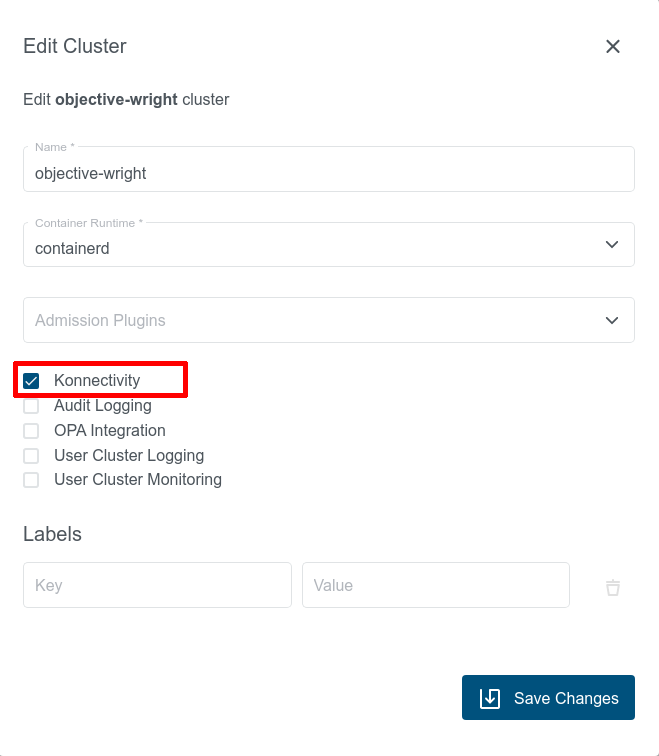 Edit Cluster
Edit objective-wright cluster
Name *
objective-wright
Container Runtime *
containerd
Admission Plugins
Konnectivity
Audit Logging
OPA Integration
User Cluster Logging
User Cluster Monitoring
Labels
Key Value
Save Changes